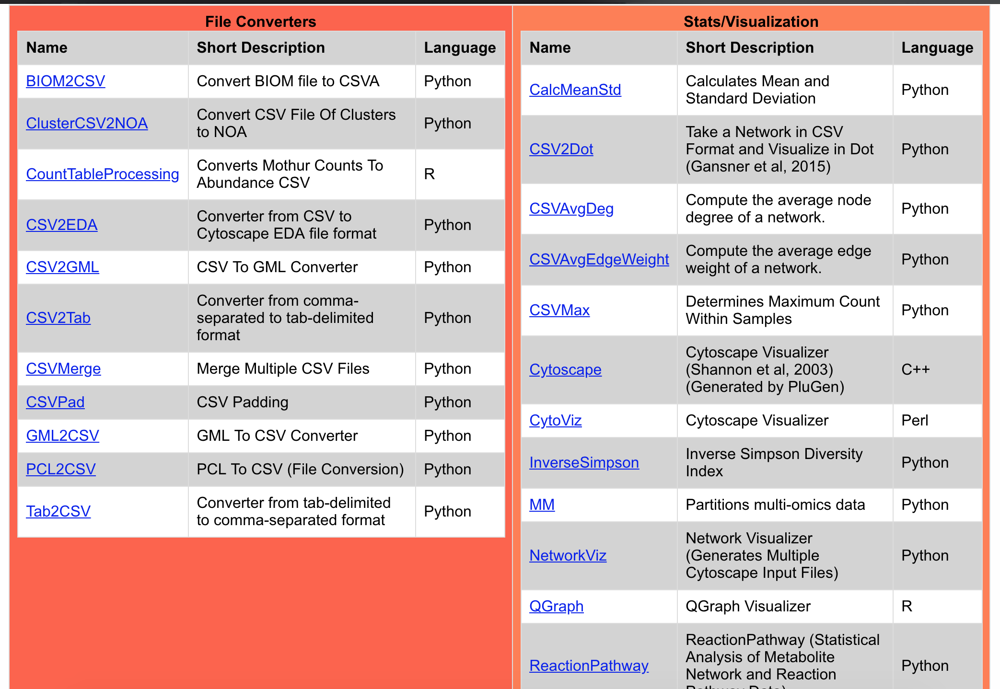 File Converters
Name Short Description Language
BIOM2CSV Convert BIOM file to CSVA Python
ClusterCSV2NOA Convert CSV File Of Clusters
to NOA Python
CountTableProcessing Converts Mothur Counts To
Abundance CSV R
CSV2EDA Converter from CSV to
Cytoscape EDA file format Python
CSV2GML CSV To GML Converter Python
CSV2Tab Converter from comma-
separated to tab-delimited
format Python
CSVMerge Merge Multiple CSV Files Python
CSVPad CSV Padding Python
GML2CSV GML To CSV Converter Python
PCL2CSV PCL To CSV (File Conversion) Python
Tab2CSV Converter from tab-delimited
to comma-separated format Python
Stats/Visualization
Name Short Description Language
CalcMeanStd Calculates Mean and
Standard Deviation Python
CSV2Dot Take a Network in CSV
Format and Visualize in Dot
(Gansner et al, 2015) Python
CSVAvgDeg Compute the average node
degree of a network. Python
CSVAvgEdgeWeight Compute the average edge
weight of a network. Python
CSVMax Determines Maximum Count
Within Samples Python
Cytoscape Cytoscape Visualizer
(Shannon et al, 2003)
(Generated by PluGen) C++
CytoViz Cytoscape Visualizer Perl
InverseSimpson Inverse Simpson Diversity
Index Python
MM Partitions multi-omics data Python
NetworkViz Network Visualizer
(Generates Multiple
Cytoscape Input Files) Python
QGraph QGraph Visualizer R
ReactionPathway ReactionPathway (Statistical
Analysis of Metabolite
Network and Reaction
Pathway Data) Python